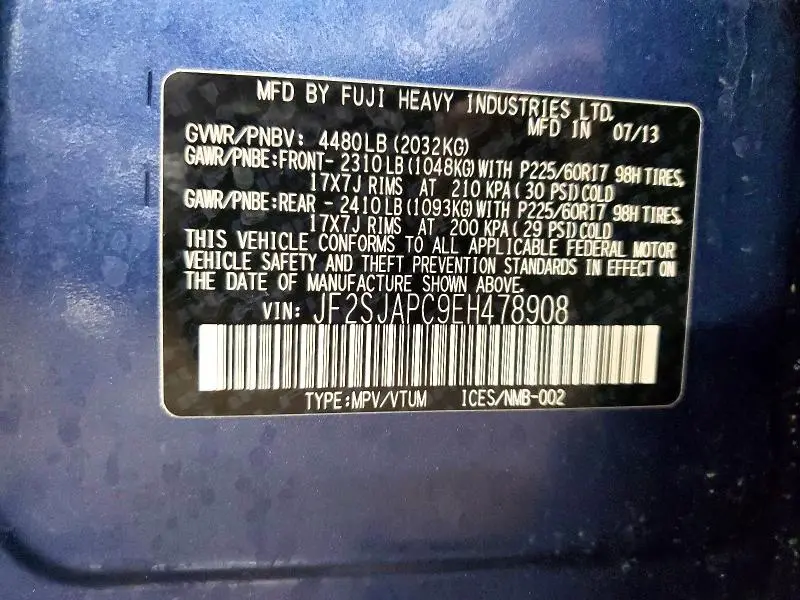 MFD BY FUJI HEAVY INDUSTRIES LTD.
MFD IN 07/13
GVWR/PNBV: 4480LB(2032KG)
GAWR/PNBE:FRONT- 2310LB(1048KG)WITH P225/60R17 98H TIRES,
17X7J RIMS AT 210 KPA(30 PSI)COLD
GAWR/PNBE:REAR - 2410LB(1093KG)WITH P225/60R17 98H TIRES,
17X7J RIMS AT 200 KPA(29 PSI)COLD
THIS VEHICLE CONFORMS TO ALL APPLICABLE FEDERAL MOTOR
VEHICLE SAFETY AND THEFT PREVENTION STANDARDS IN EFFECT ON
THE DATE OF MANUFACTURE SHOWN ABOVE.
VIN: JF2SJAPC9EH478908
TYPE:MPV/VTUM ICES/NMB-002